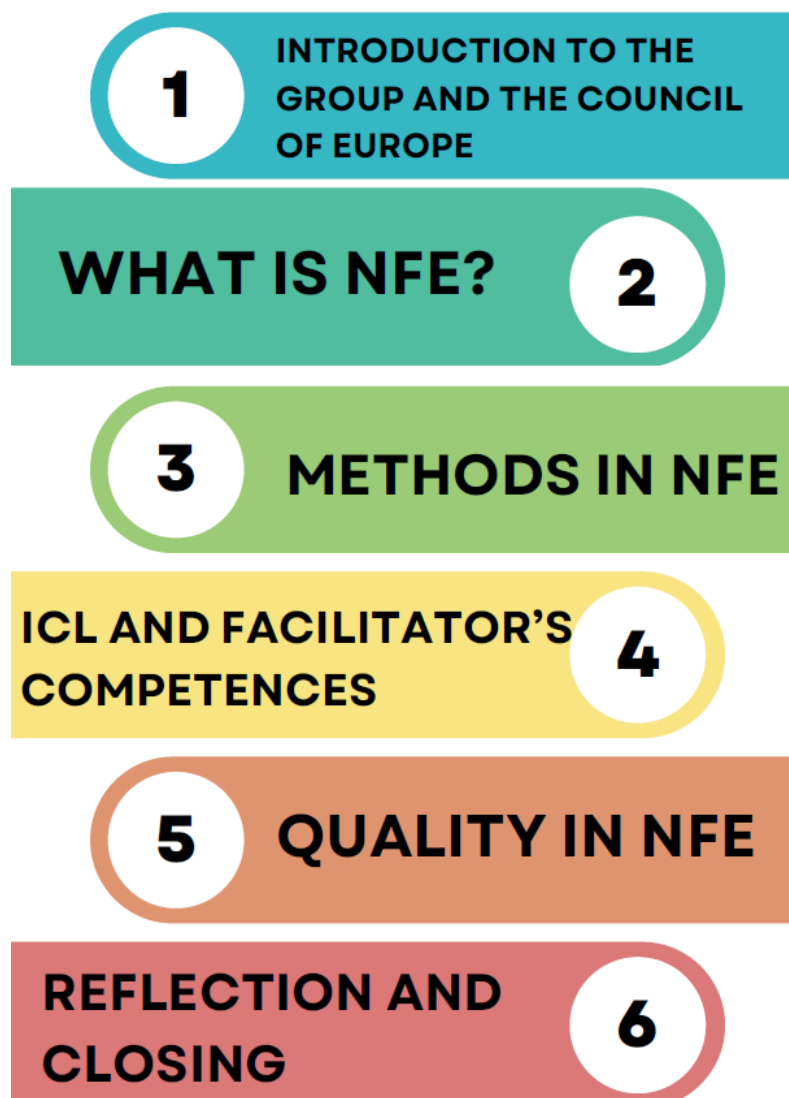 1
INTRODUCTION TO THE
GROUP AND THE COUNCIL
OF EUROPE
WHAT IS NFE?
2
3
METHODS IN NFE
ICL AND FACILITATOR’S
COMPETENCES
4
5
QUALITY IN NFE
REFLECTION AND
CLOSING
6